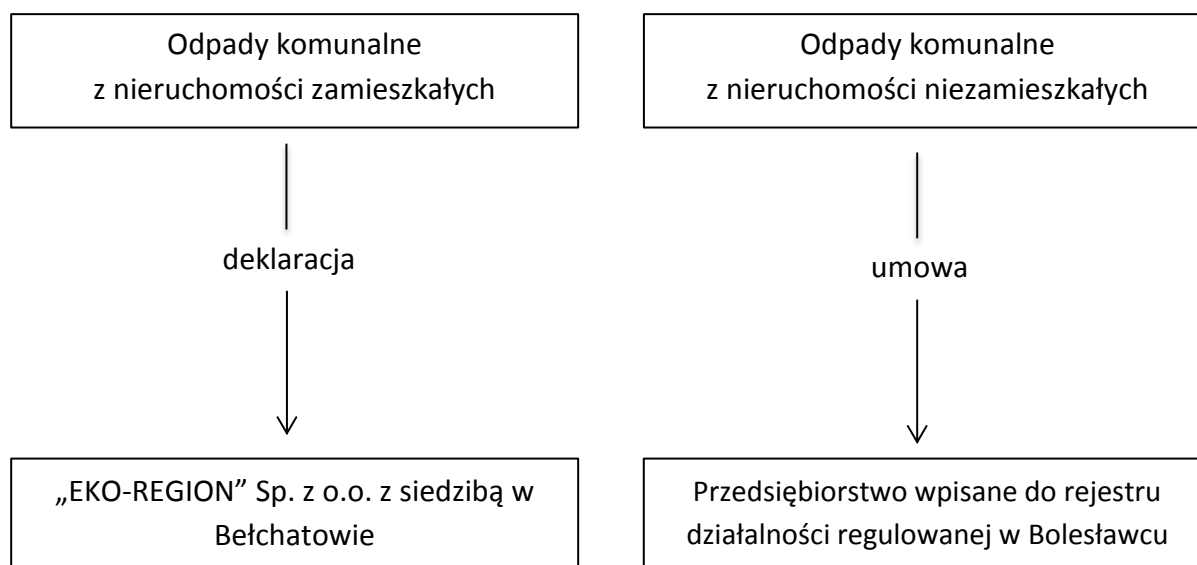 Odpady komunalne
z nieruchomości zamieszkałych
deklaracja
„EKO-REGION” Sp. z o.o. z siedzibą w
Bełchatowie
Odpady komunalne
z nieruchomości niezamieszkałych
umowa
Przedsiębiorstwo wpisane do rejestru
działalności regulowanej w Bolesławcu